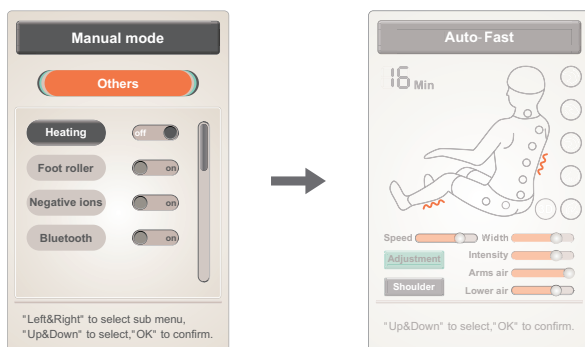 Manual mode
Others
Heating off
Foot roller on
Negative ions on
Bluetooth on
"Left&Right" to select sub menu,
"Up&Down" to select,"OK" to confirm.
Auto-Fast
16 Min
Speed Width
Adjustment Intensity
Arms air
Shoulder Lower air
"Up&Down" to select,"OK" to confirm.